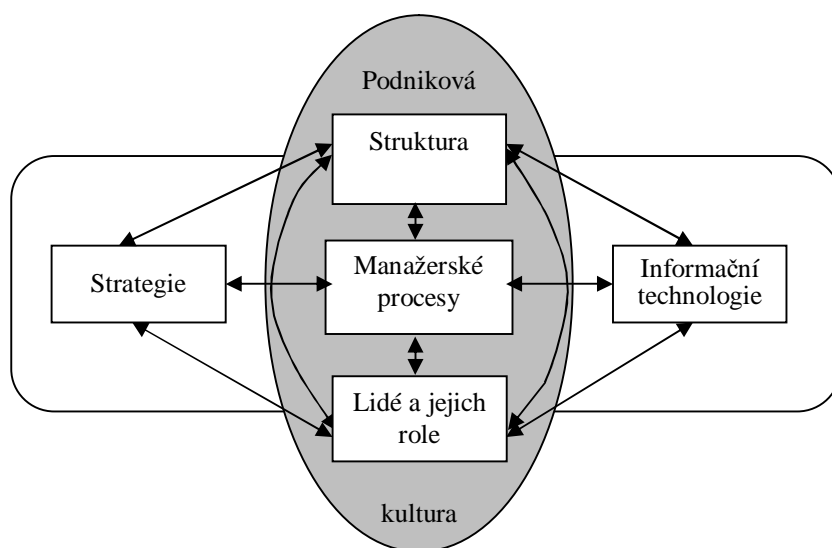 Podniková
Struktura
Strategie
Manažerské
procesy
Informační
technologie
Lidé a jejich
role
kultura